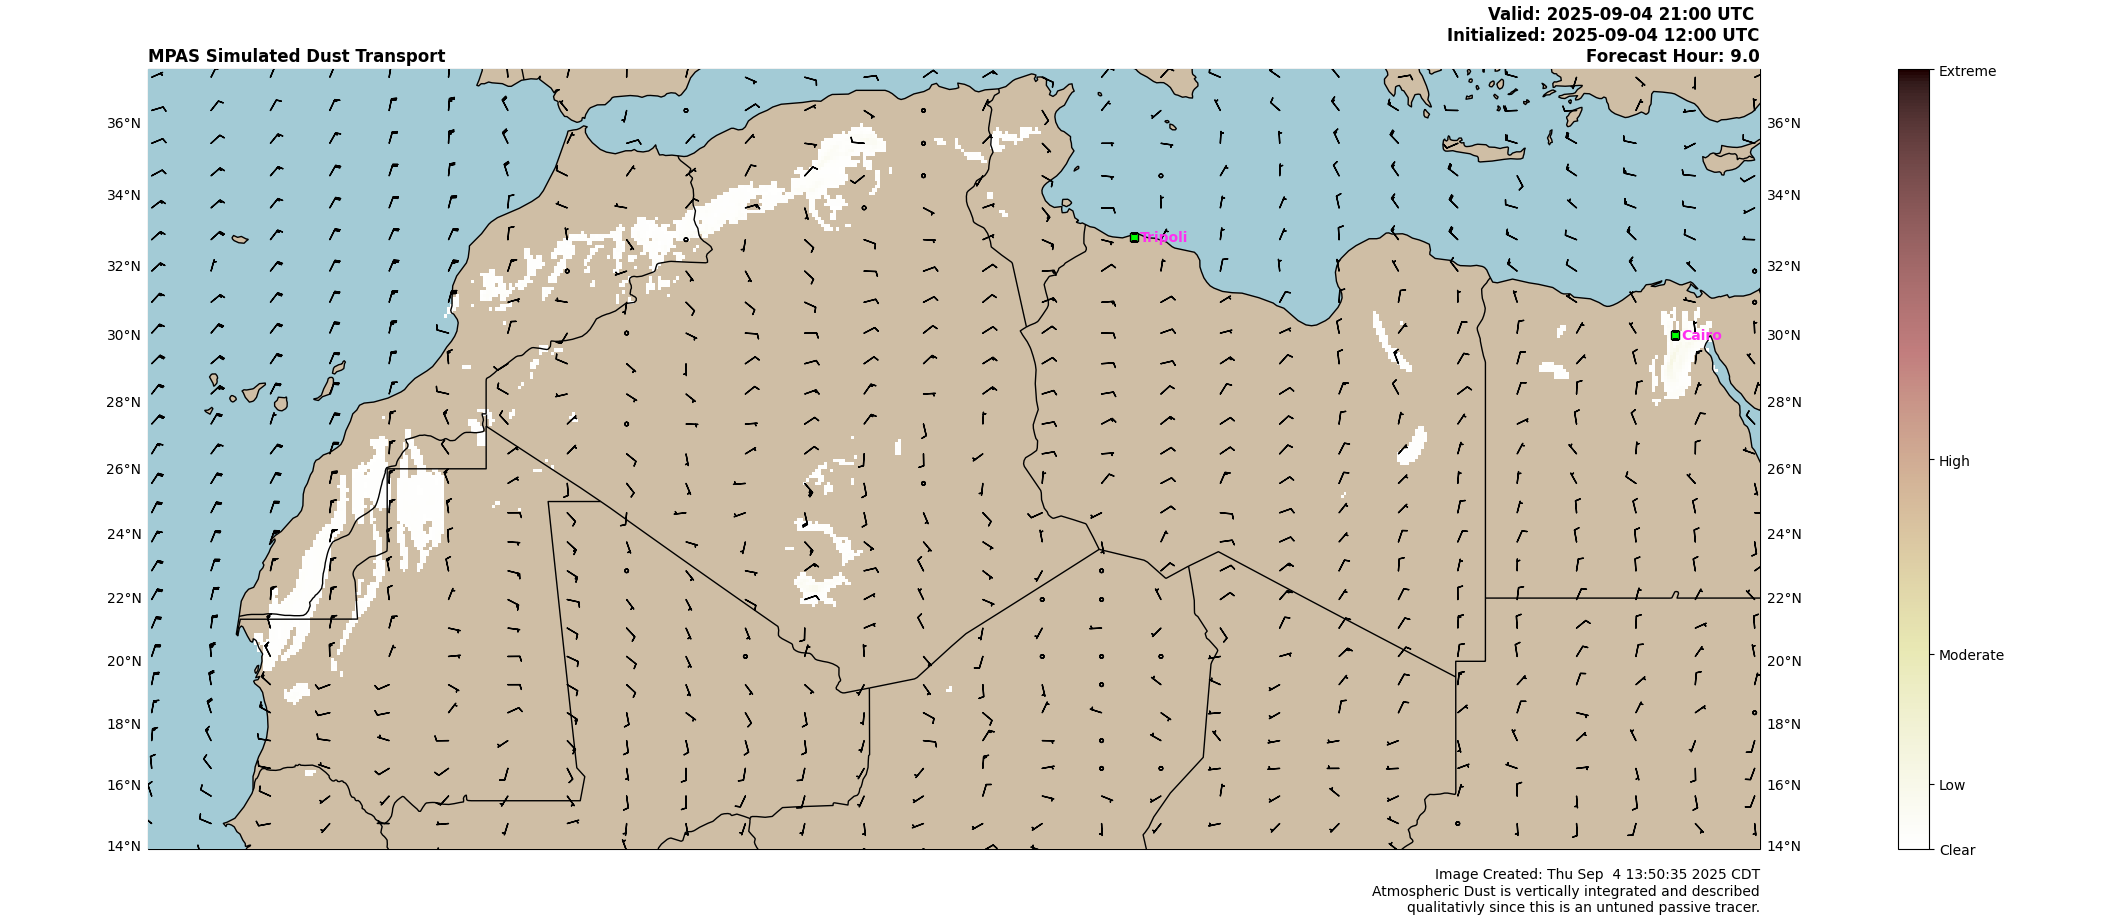 Valid: 2025-09-04 21:00 UTC
Initialized: 2025-09-04 12:00 UTC
MPAS Simulated Dust Transport
Forecast Hour: 9.0
Extreme
36°N
36°N
34°N
34°N
Tripoli
32°N
32°N
30°N
Cairo
30°N
28°N
28°N
High
26°N
26°N
24°N
24°N
22°N
22°N
Moderate
20°N
20°N
18°N
18°N
16°N
16°N
Low
14°N
14°N
Clear
Image Created: Thu Sep  4 13:50:35 2025 CDT
Atmospheric Dust is vertically integrated and described
qualitativly since this is an untuned passive tracer.